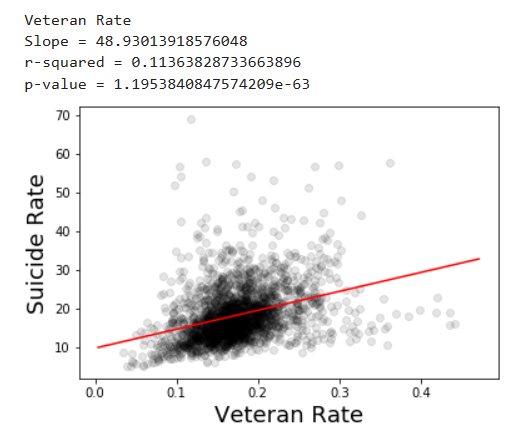 Veteran Rate
Slope = 48.93013918576048
r-squared = 0.11363828733663896
p-value = 1.1953840847574209e-63
70
60
50
40
30
20
10
Suicide Rate
0.0 0.1 0.2 0.3 0.4
Veteran Rate